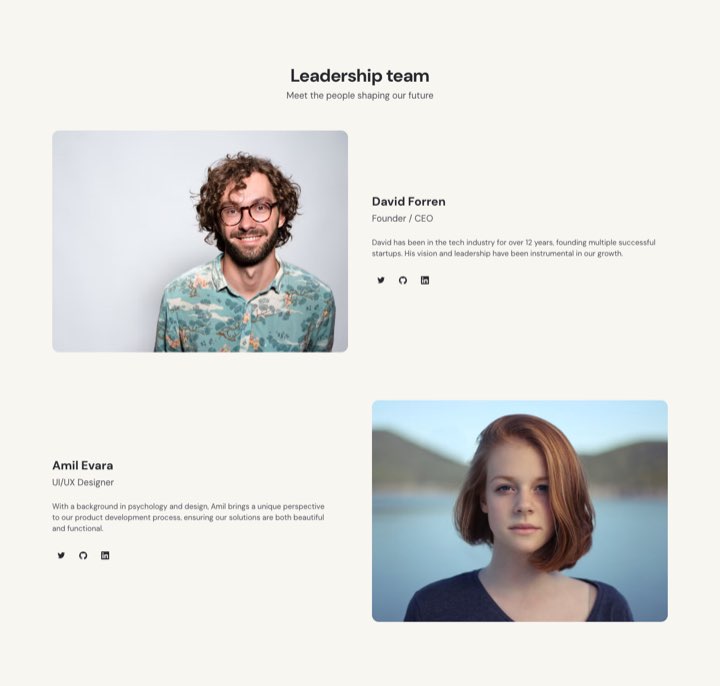 Leadership team
Meet the people shaping our future
David Forren
Founder / CEO
David has been in the tech industry for over 12 years, founding multiple successful
startups. His vision and leadership have been instrumental in our growth.
Amil Evara
UI/UX Designer
With a background in psychology and design, Amil brings a unique perspective
to our product development process, ensuring our solutions are both beautiful
and functional.